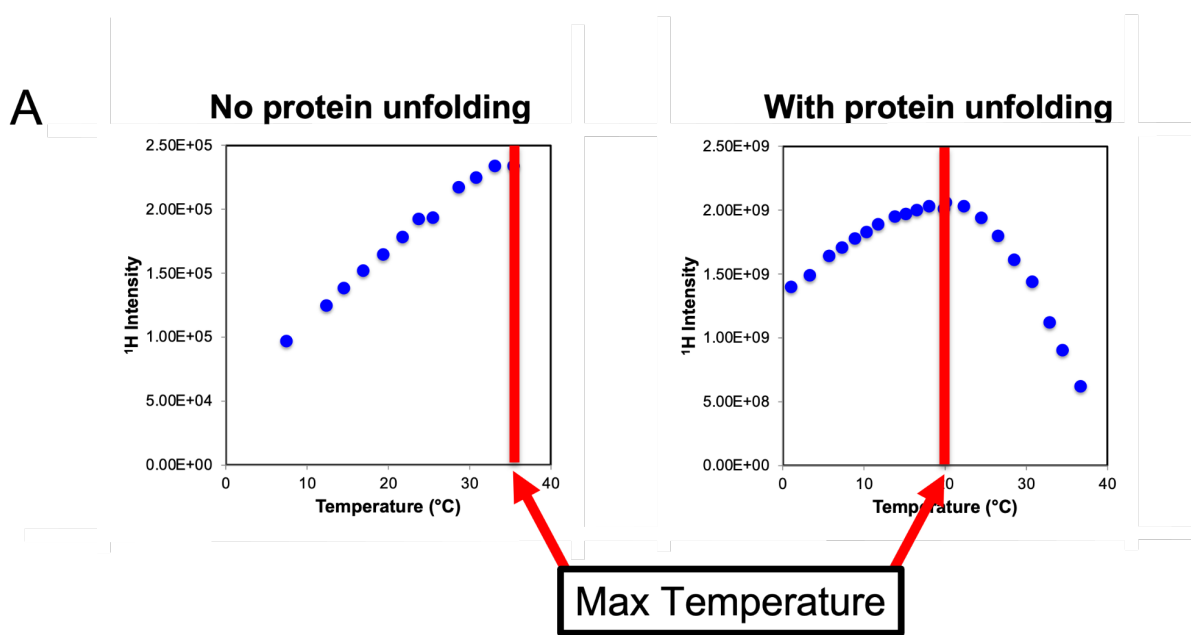 A
No protein unfolding
2.50E+05
2.00E+05
1.50E+05
1.00E+05
5.00E+04
0.00E+00
¹H Intensity
0 10 20 30 40
Temperature (°C)
With protein unfolding
2.50E+09
2.00E+09
1.50E+09
1.00E+09
5.00E+08
0.00E+00
¹H Intensity
0 10 20 30 40
Temperature (°C)
Max Temperature